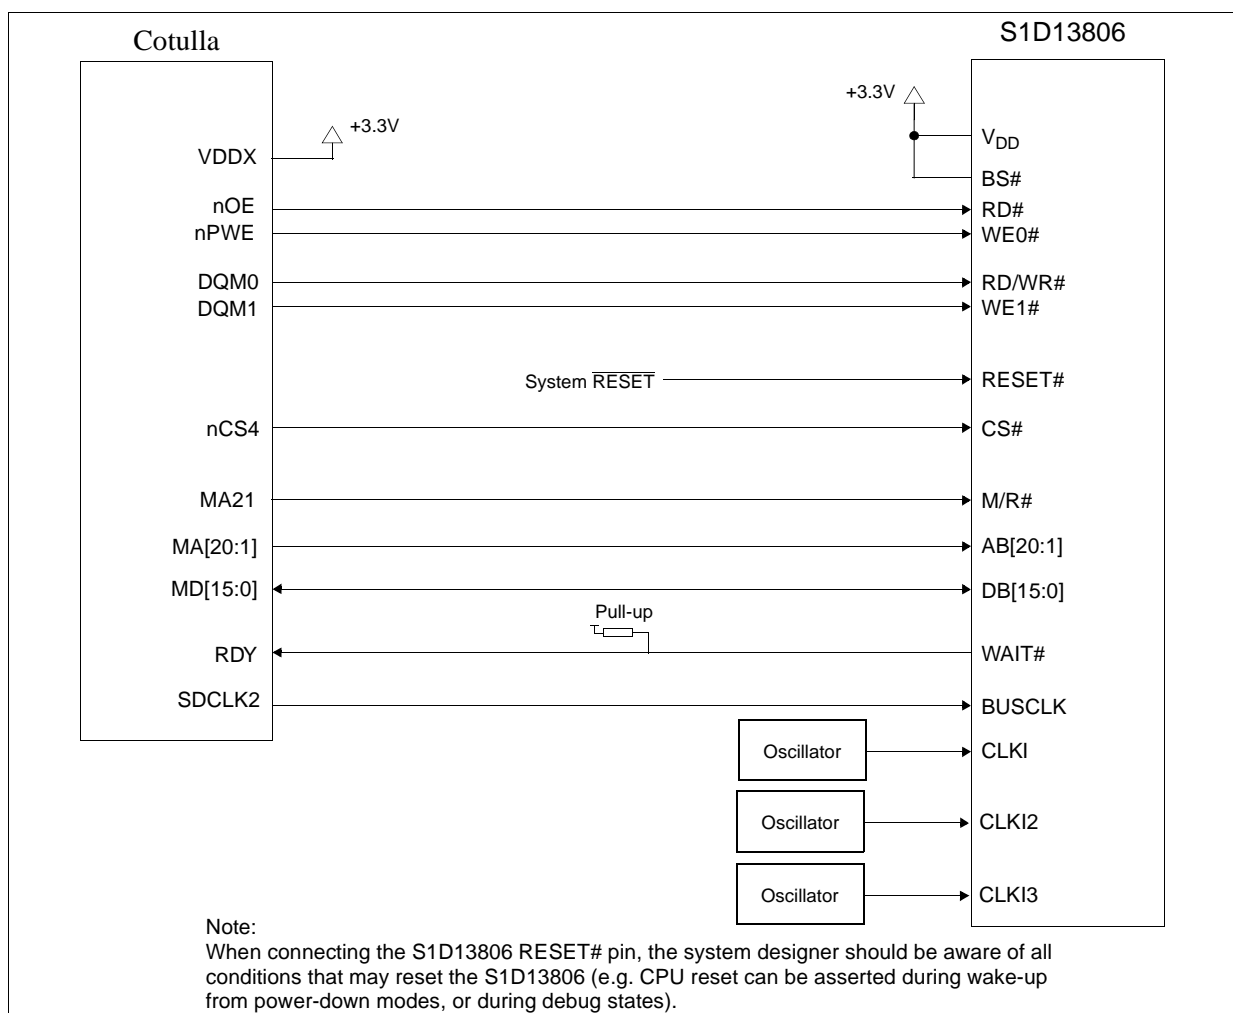 Cotulla
S1D13806
+3.3V
+3.3V
VDDX
VDD
BS#
nOE
RD#
nPWE
WE0#
DQM0
RD/WR#
DQM1
WE1#
System RESET
RESET#
nCS4
CS#
MA21
M/R#
MA[20:1]
AB[20:1]
MD[15:0]
DB[15:0]
Pull-up
RDY
WAIT#
SDCLK2
BUSCLK
Oscillator
CLKI
Oscillator
CLKI2
Oscillator
CLKI3
Note:
When connecting the S1D13806 RESET# pin, the system designer should be aware of all
conditions that may reset the S1D13806 (e.g. CPU reset can be asserted during wake-up
from power-down modes, or during debug states).